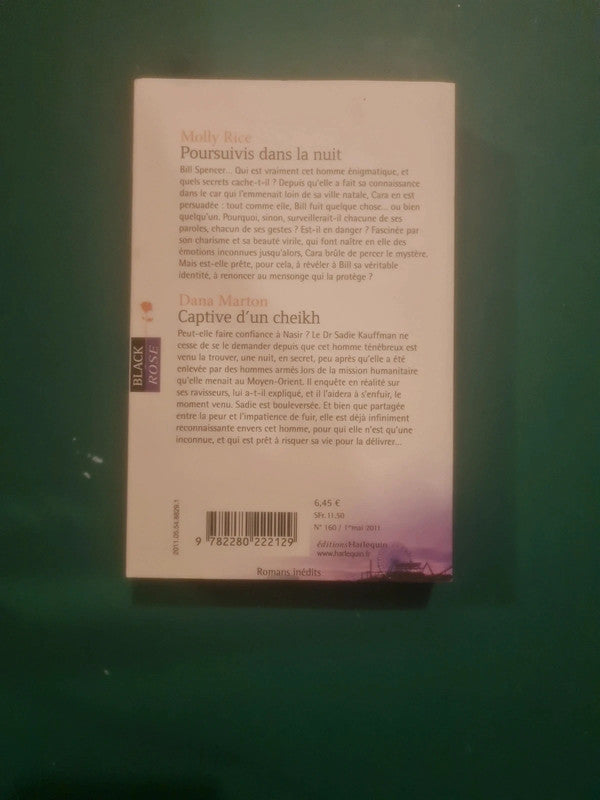 Molly Rice
Poursuivis dans la nuit
Bill Spencer... Qui est vraiment cet homme énigmatique, et
quels secrets cache-t-il ? Depuis qu'elle a fait sa connaissance
dans le car qui l'emmenait loin de sa ville natale, Cara en est
persuadée : tout comme elle, Bill fuit quelque chose... ou bien
quelqu'un. Pourquoi, sinon, surveillerait-il chacune de ses
paroles, chacun de ses gestes ? Est-il en danger ? Fascinée par
son charisme et sa beauté virile, qui font naître en elle des
émotions inconnues jusqu'alors, Cara brûle de percer le mystère.
Mais est-elle prête, pour cela, à révéler à Bill sa véritable
identité, à renoncer au mensonge qui la protège ?
Dana Marton
Captive d'un cheikh
Peut-elle faire confiance à Nasir ? Le Dr Sadie Kauffman ne
cesse de se le demander depuis que cet homme ténébreux est
venu la trouver, une nuit, en secret, peu après qu'elle a été
enlevée par des hommes armés lors de la mission humanitaire
qu'elle menait au Moyen-Orient. Il enquête en réalité sur
ses ravisseurs, lui a-t-il expliqué, et il l'aidera à s'enfuir, le
moment venu. Sadie est bouleversée. Et bien que partagée
entre la peur et l'impatience de fuir, elle est déjà infiniment
reconnaissante envers cet homme, pour qui elle n'est qu'une
inconnue, et qui est prêt à risquer sa vie pour la délivrer...
BLACK
ROSE
2011.05.54.8829.1
9 782280 222129
6,45 €
SFr. 11.50
N° 160 / 1er mai 2011
éditions Harlequin
www.harlequin.fr
Romans inédits